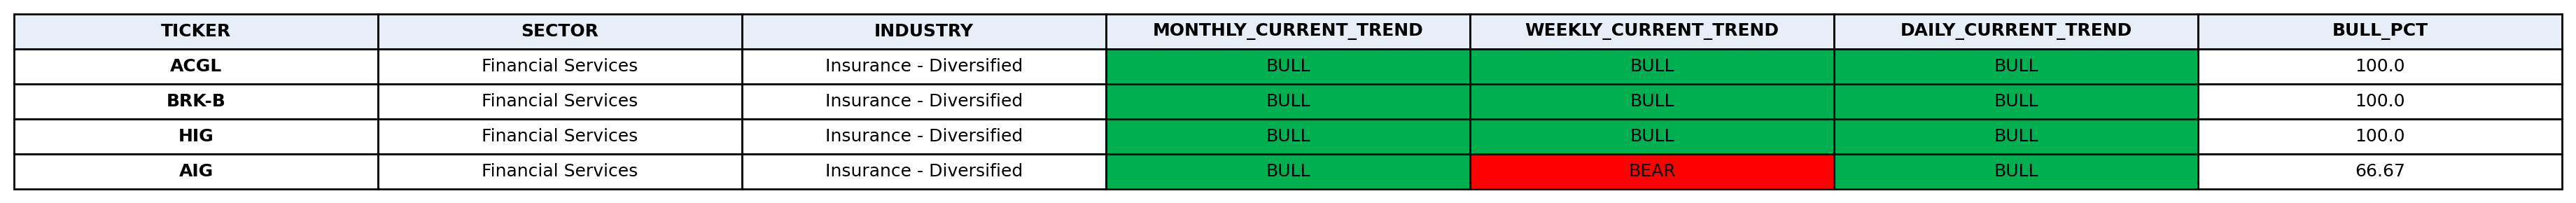 TICKER SECTOR INDUSTRY MONTHLY_CURRENT_TREND WEEKLY_CURRENT_TREND DAILY_CURRENT_TREND BULL_PCT
ACGL Financial Services Insurance - Diversified BULL BULL BULL 100.0
BRK-B Financial Services Insurance - Diversified BULL BULL BULL 100.0
HIG Financial Services Insurance - Diversified BULL BULL BULL 100.0
AIG Financial Services Insurance - Diversified BULL BEAR BULL 66.67